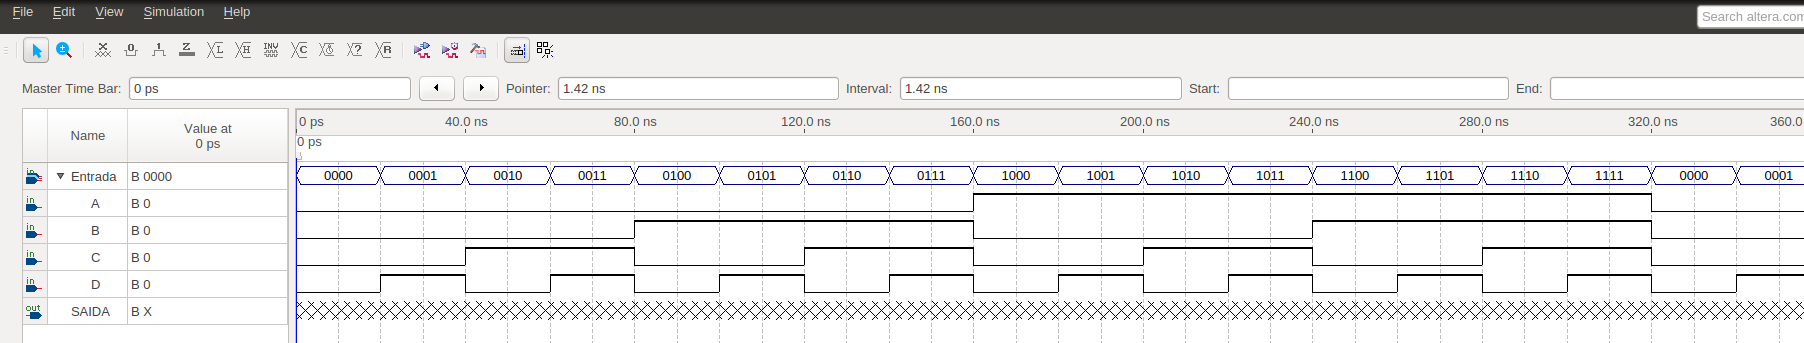 File Edit View Simulation Help
Search altera.com
Master Time Bar: 0 ps Pointer: 1.42 ns Interval: 1.42 ns Start: End:
Name Value at 0 ps
0 ps 40.0 ns 80.0 ns 120.0 ns 160.0 ns 200.0 ns 240.0 ns 280.0 ns 320.0 ns 360.0
0 ps
in Entrada B 0000 0000 0001 0010 0011 0100 0101 0110 0111 1000 1001 1010 1011 1100 1101 1110 1111 0000 0001
in A B 0
in B B 0
in C B 0
in D B 0
out SAIDA B X